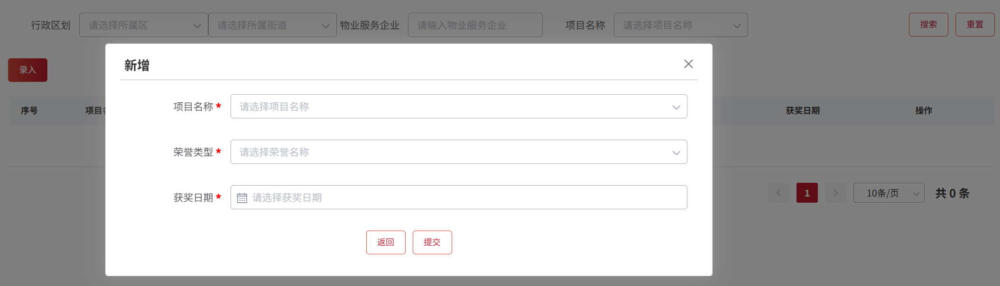 行政区划 请选择所属区 请选择所属街道 物业服务企业 请输入物业服务企业 项目名称 请选择项目名称 搜索 重置
录入
新增
序号 项目 获奖日期 操作
项目名称 * 请选择项目名称
荣誉类型 * 请选择荣誉名称
获奖日期 * 请选择获奖日期
1 10条/页 共 0 条
返回 提交